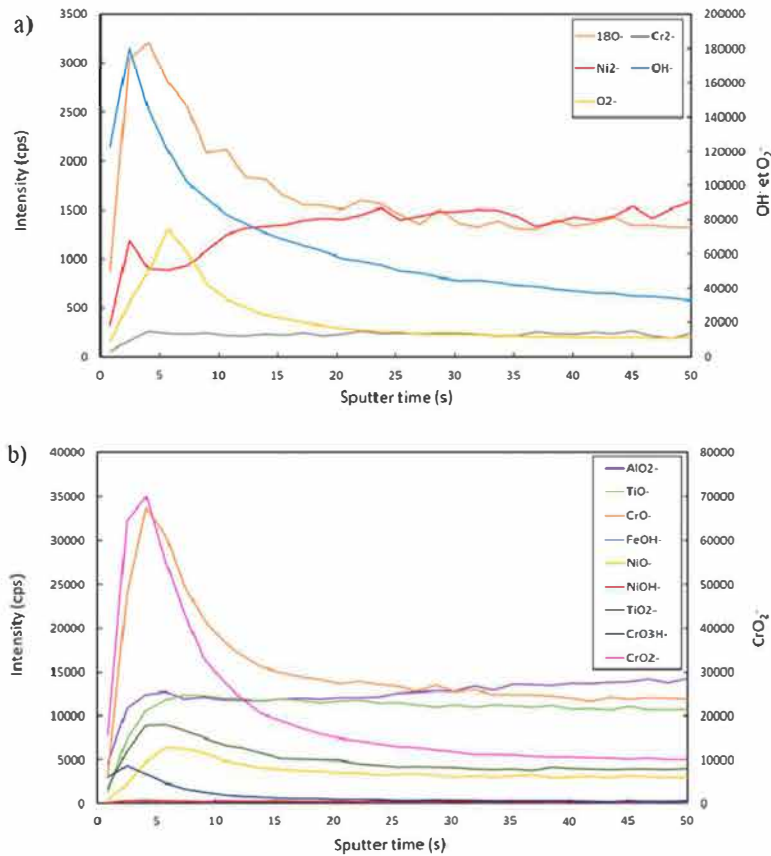 a)
3500
3000
2500
2000
1500
1000
500
0
Intensity (cps)
200000
180000
160000
140000
120000
100000
80000
60000
40000
20000
0
OH⁻ et O₂⁻
18O- Cr2-
Ni2- OH-
O2-
0 5 10 15 20 25 30 35 40 45 50
Sputter time (s)
b)
40000
35000
30000
25000
20000
15000
10000
5000
0
Intensity (cps)
80000
70000
60000
50000
40000
30000
20000
10000
0
CrO₂⁻
AlO2-
TiO-
CrO-
FeOH-
NiO-
NiOH-
TiO2-
CrO3H-
CrO2-
0 5 10 15 20 25 30 35 40 45 50
Sputter time (s)